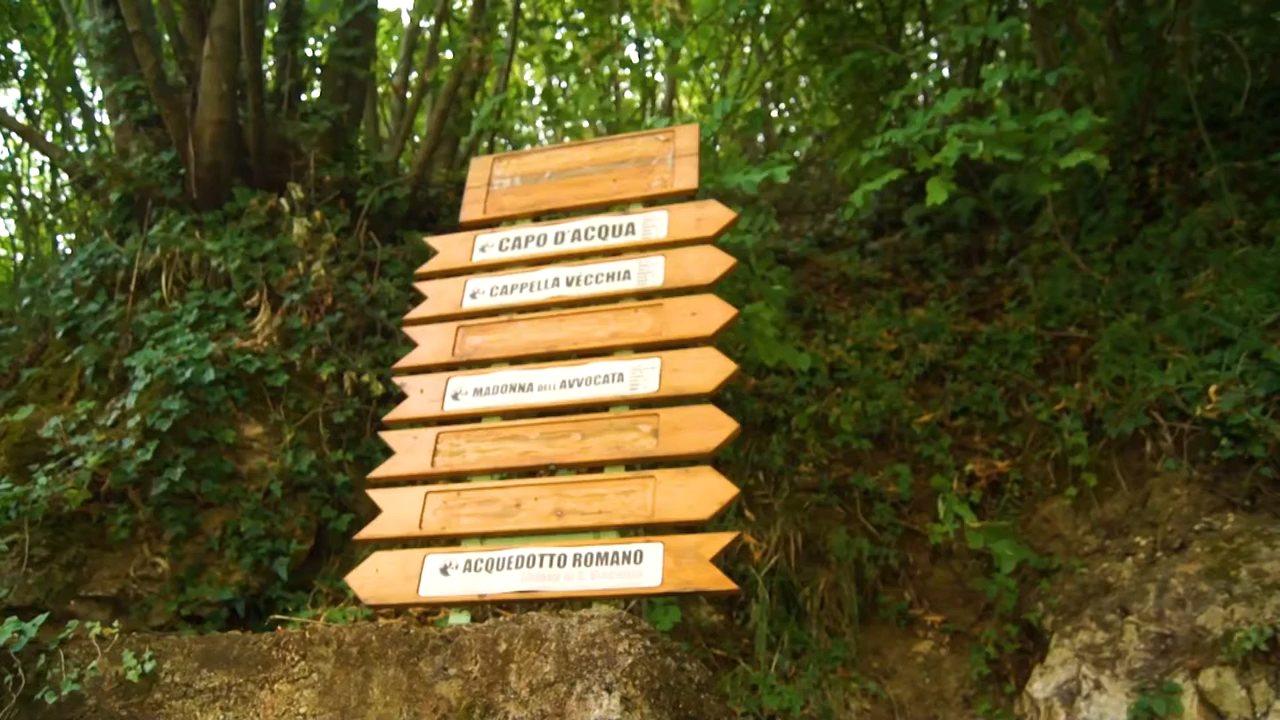 CAPO D'ACQUA
CAPPELLA VECCHIA
MADONNA DELL'AVVOCATA
ACQUEDOTTO ROMANO